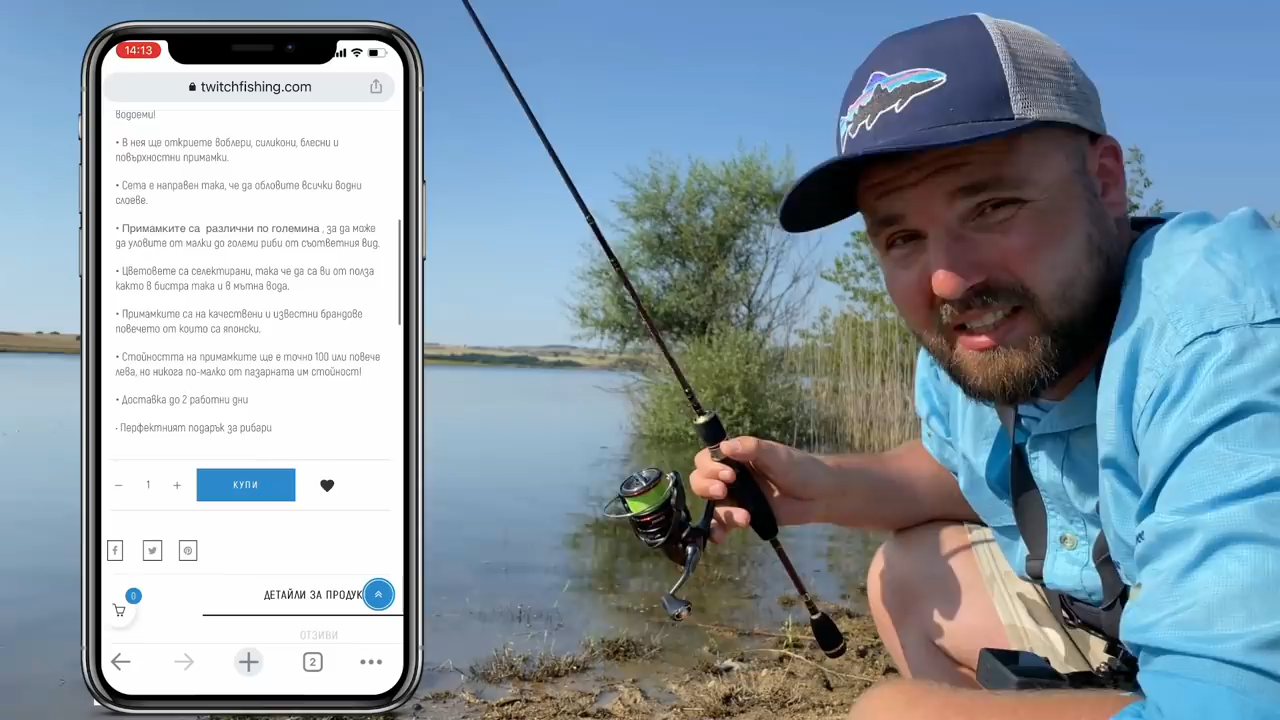 14:13
twitchfishing.com
водоеми!
• В нея ще откриете воблери, силикони, блесни и
повърхностни примамки.
• Сета е направен така, че да обловите всички водни
слоеве.
• Примамките са различни по големина , за да може
да уловите от малки до големи риби от съответния вид.
• Цветовете са селектирани, така че да са ви от полза
както в бистра така и в мътна вода.
• Примамките са на качествени и известни брандове
повечето от които са японски.
• Стойността на примамките ще е точно 100 или повече
лева, но никога по-малко от пазарната им стойност!
• Доставка до 2 работни дни
• Перфектният подарък за рибари
− 1 + КУПИ
0
ДЕТАЙЛИ ЗА ПРОДУК
ОТЗИВИ
2